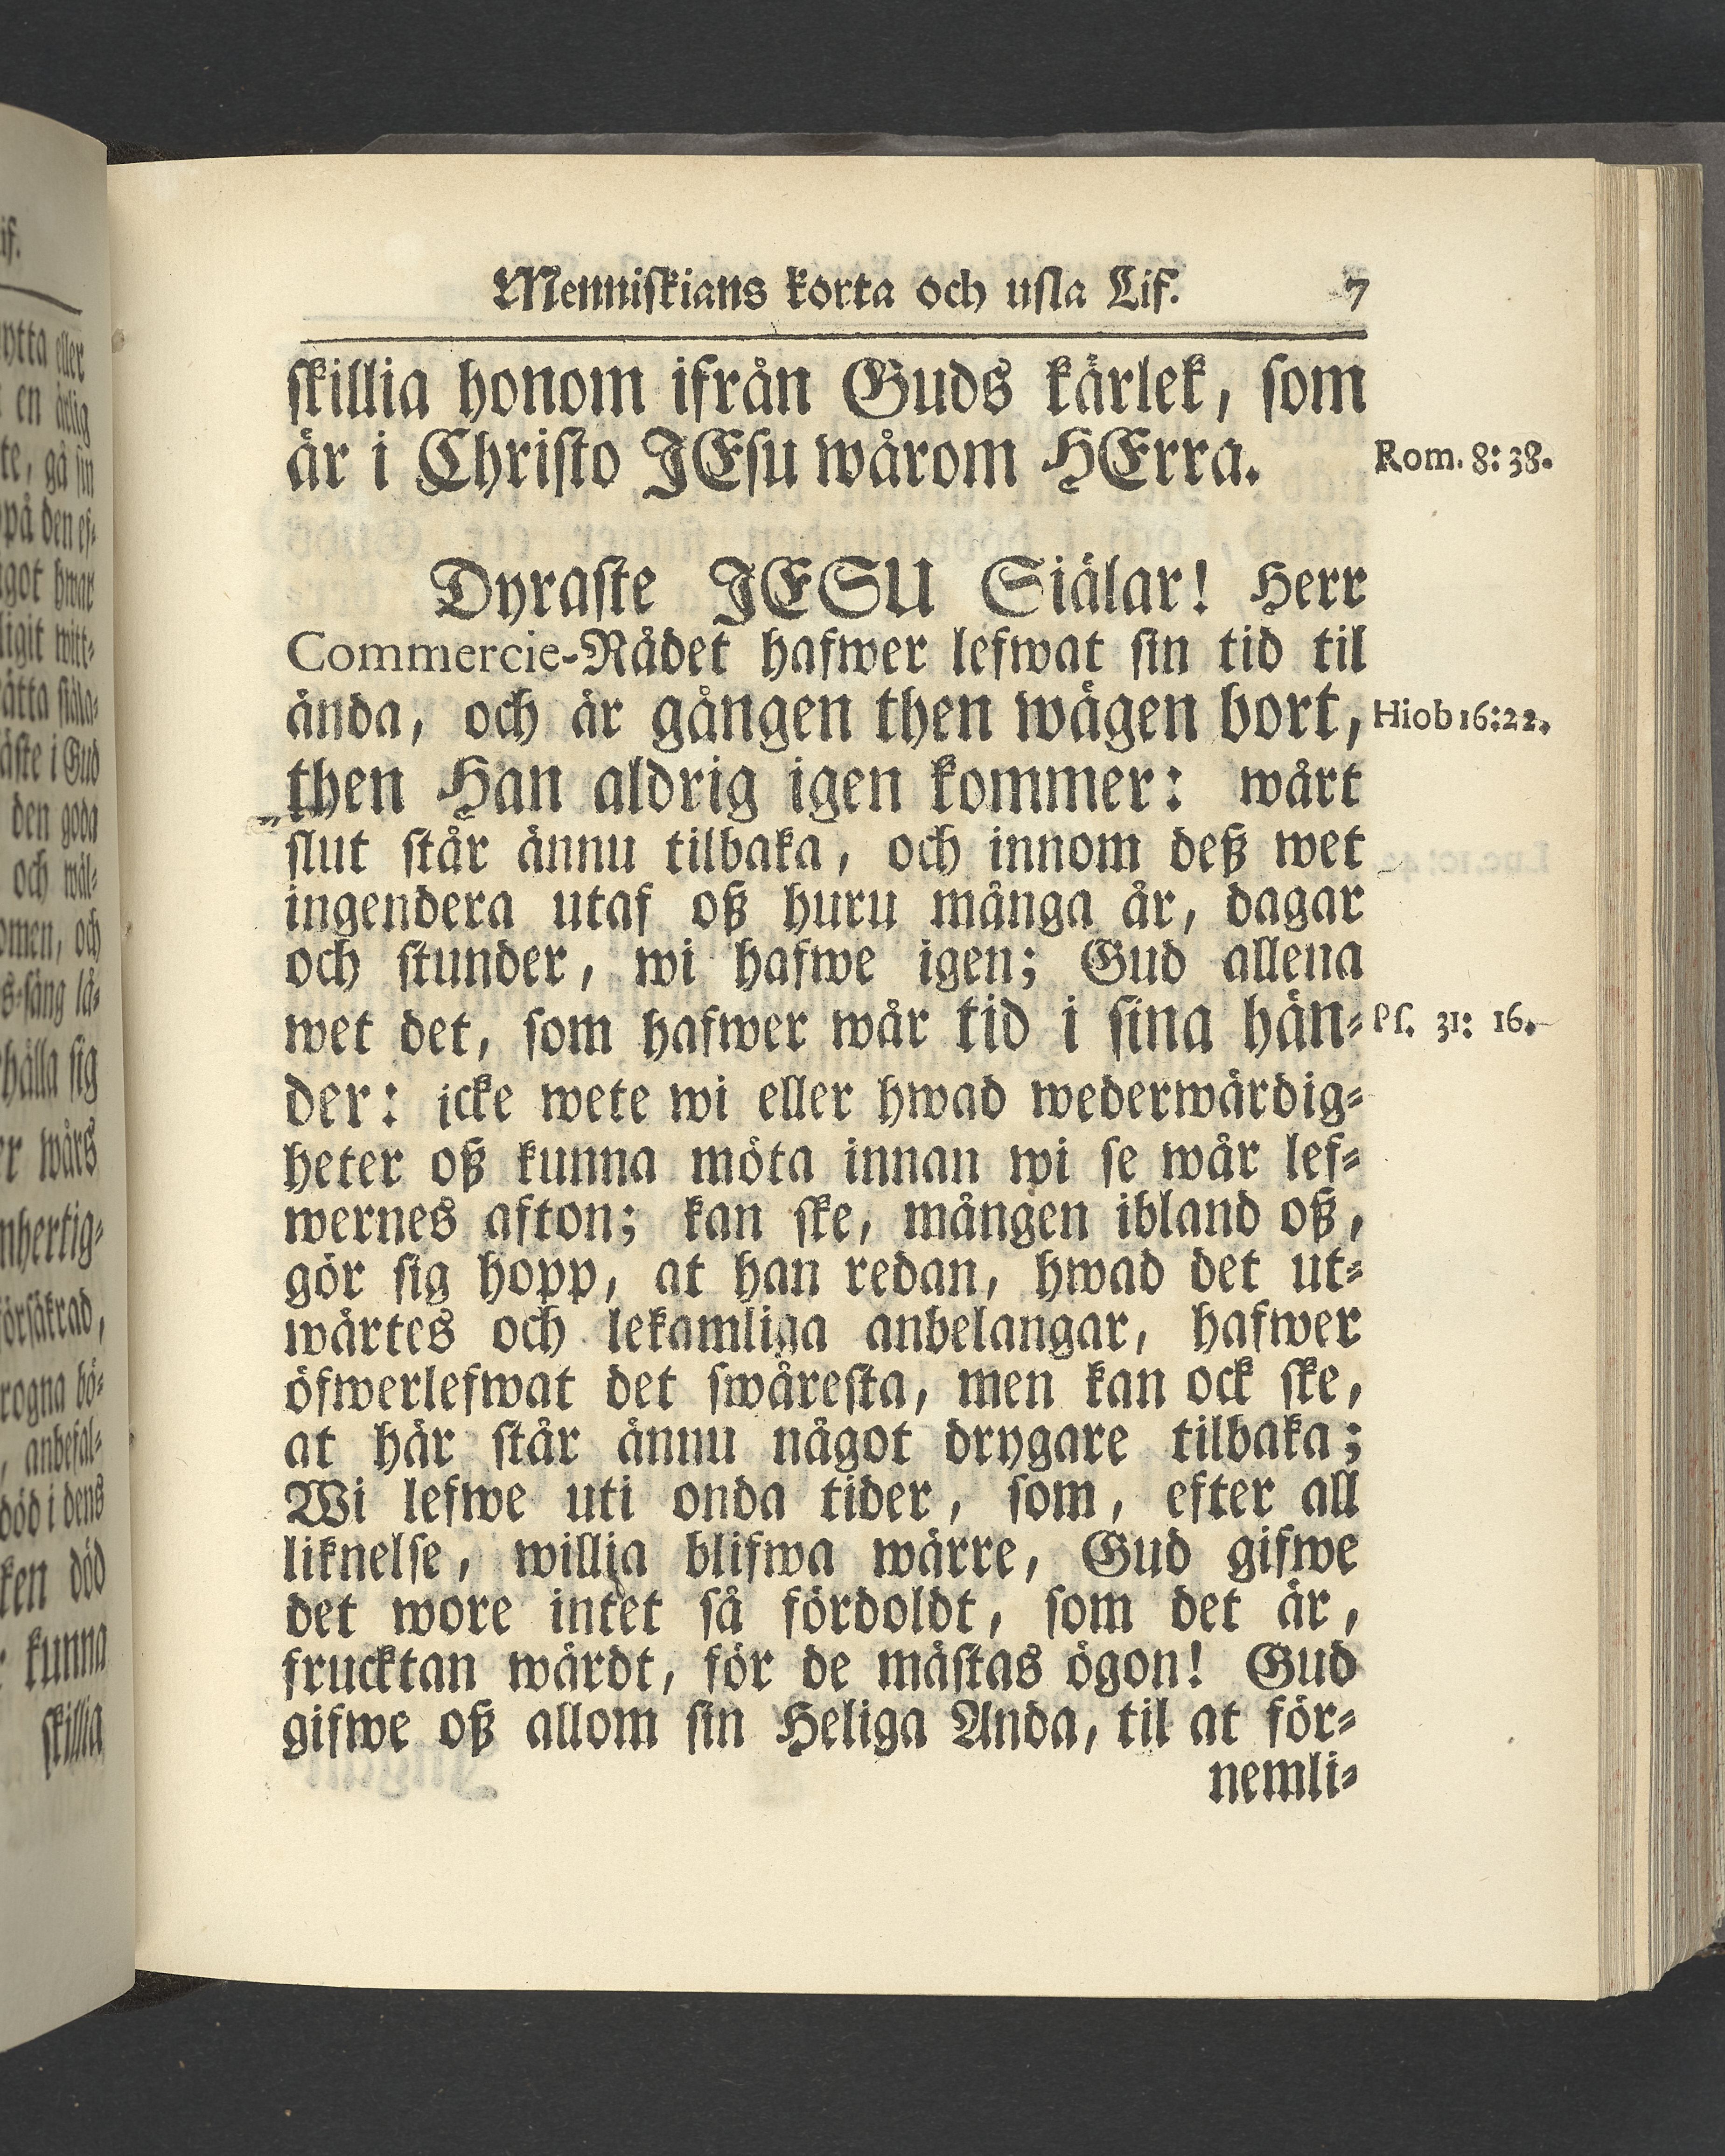 Menniskians korta och usla Lif. 7
skillia honom ifrån Guds kärlek, som
är i Christo JEsu wårom HErra. Rom. 8: 38.
Dyraste JESU Siälar! Herr
Commercie-Rådet hafwer lefwat sin tid til
ända, och är gången then wägen bort, Hiob 16:22.
then Han aldrig igen kommer: wårt
slut står ännu tilbaka, och innom deß wet
ingendera utaf oß huru många år, dagar
och stunder, wi hafwe igen; Gud allena
wet det, som hafwer wår tid i sina hän- Ps. 31: 16.
der: icke wete wi eller hwad wederwärdig-
heter oß kunna möta innan wi se wår lef-
wernes afton; kan ske, mången ibland oß,
gör sig hopp, at han redan, hwad det ut-
wärtes och lekamliga anbelangar, hafwer
öfwerlefwat det swåresta, men kan ock ske,
at här står ännu något drygare tilbaka;
Wi lefwe uti onda tider, som, efter all
liknelse, willja blifwa wärre, Gud gifwe
det wore intet så fördoldt, som det är,
frucktan wärdt, för de mästas ögon! Gud
gifwe oß allom sin Heliga Anda, til at för-
nemli-